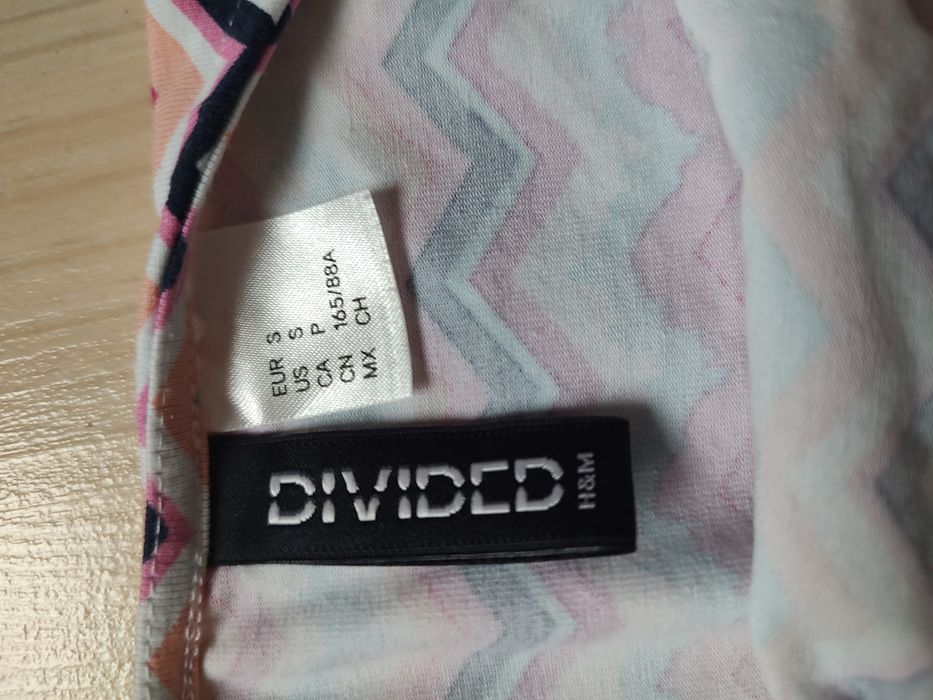 EUR S
US S
CA P
CN 165/88A
MX CH
DIVIDED
H&M